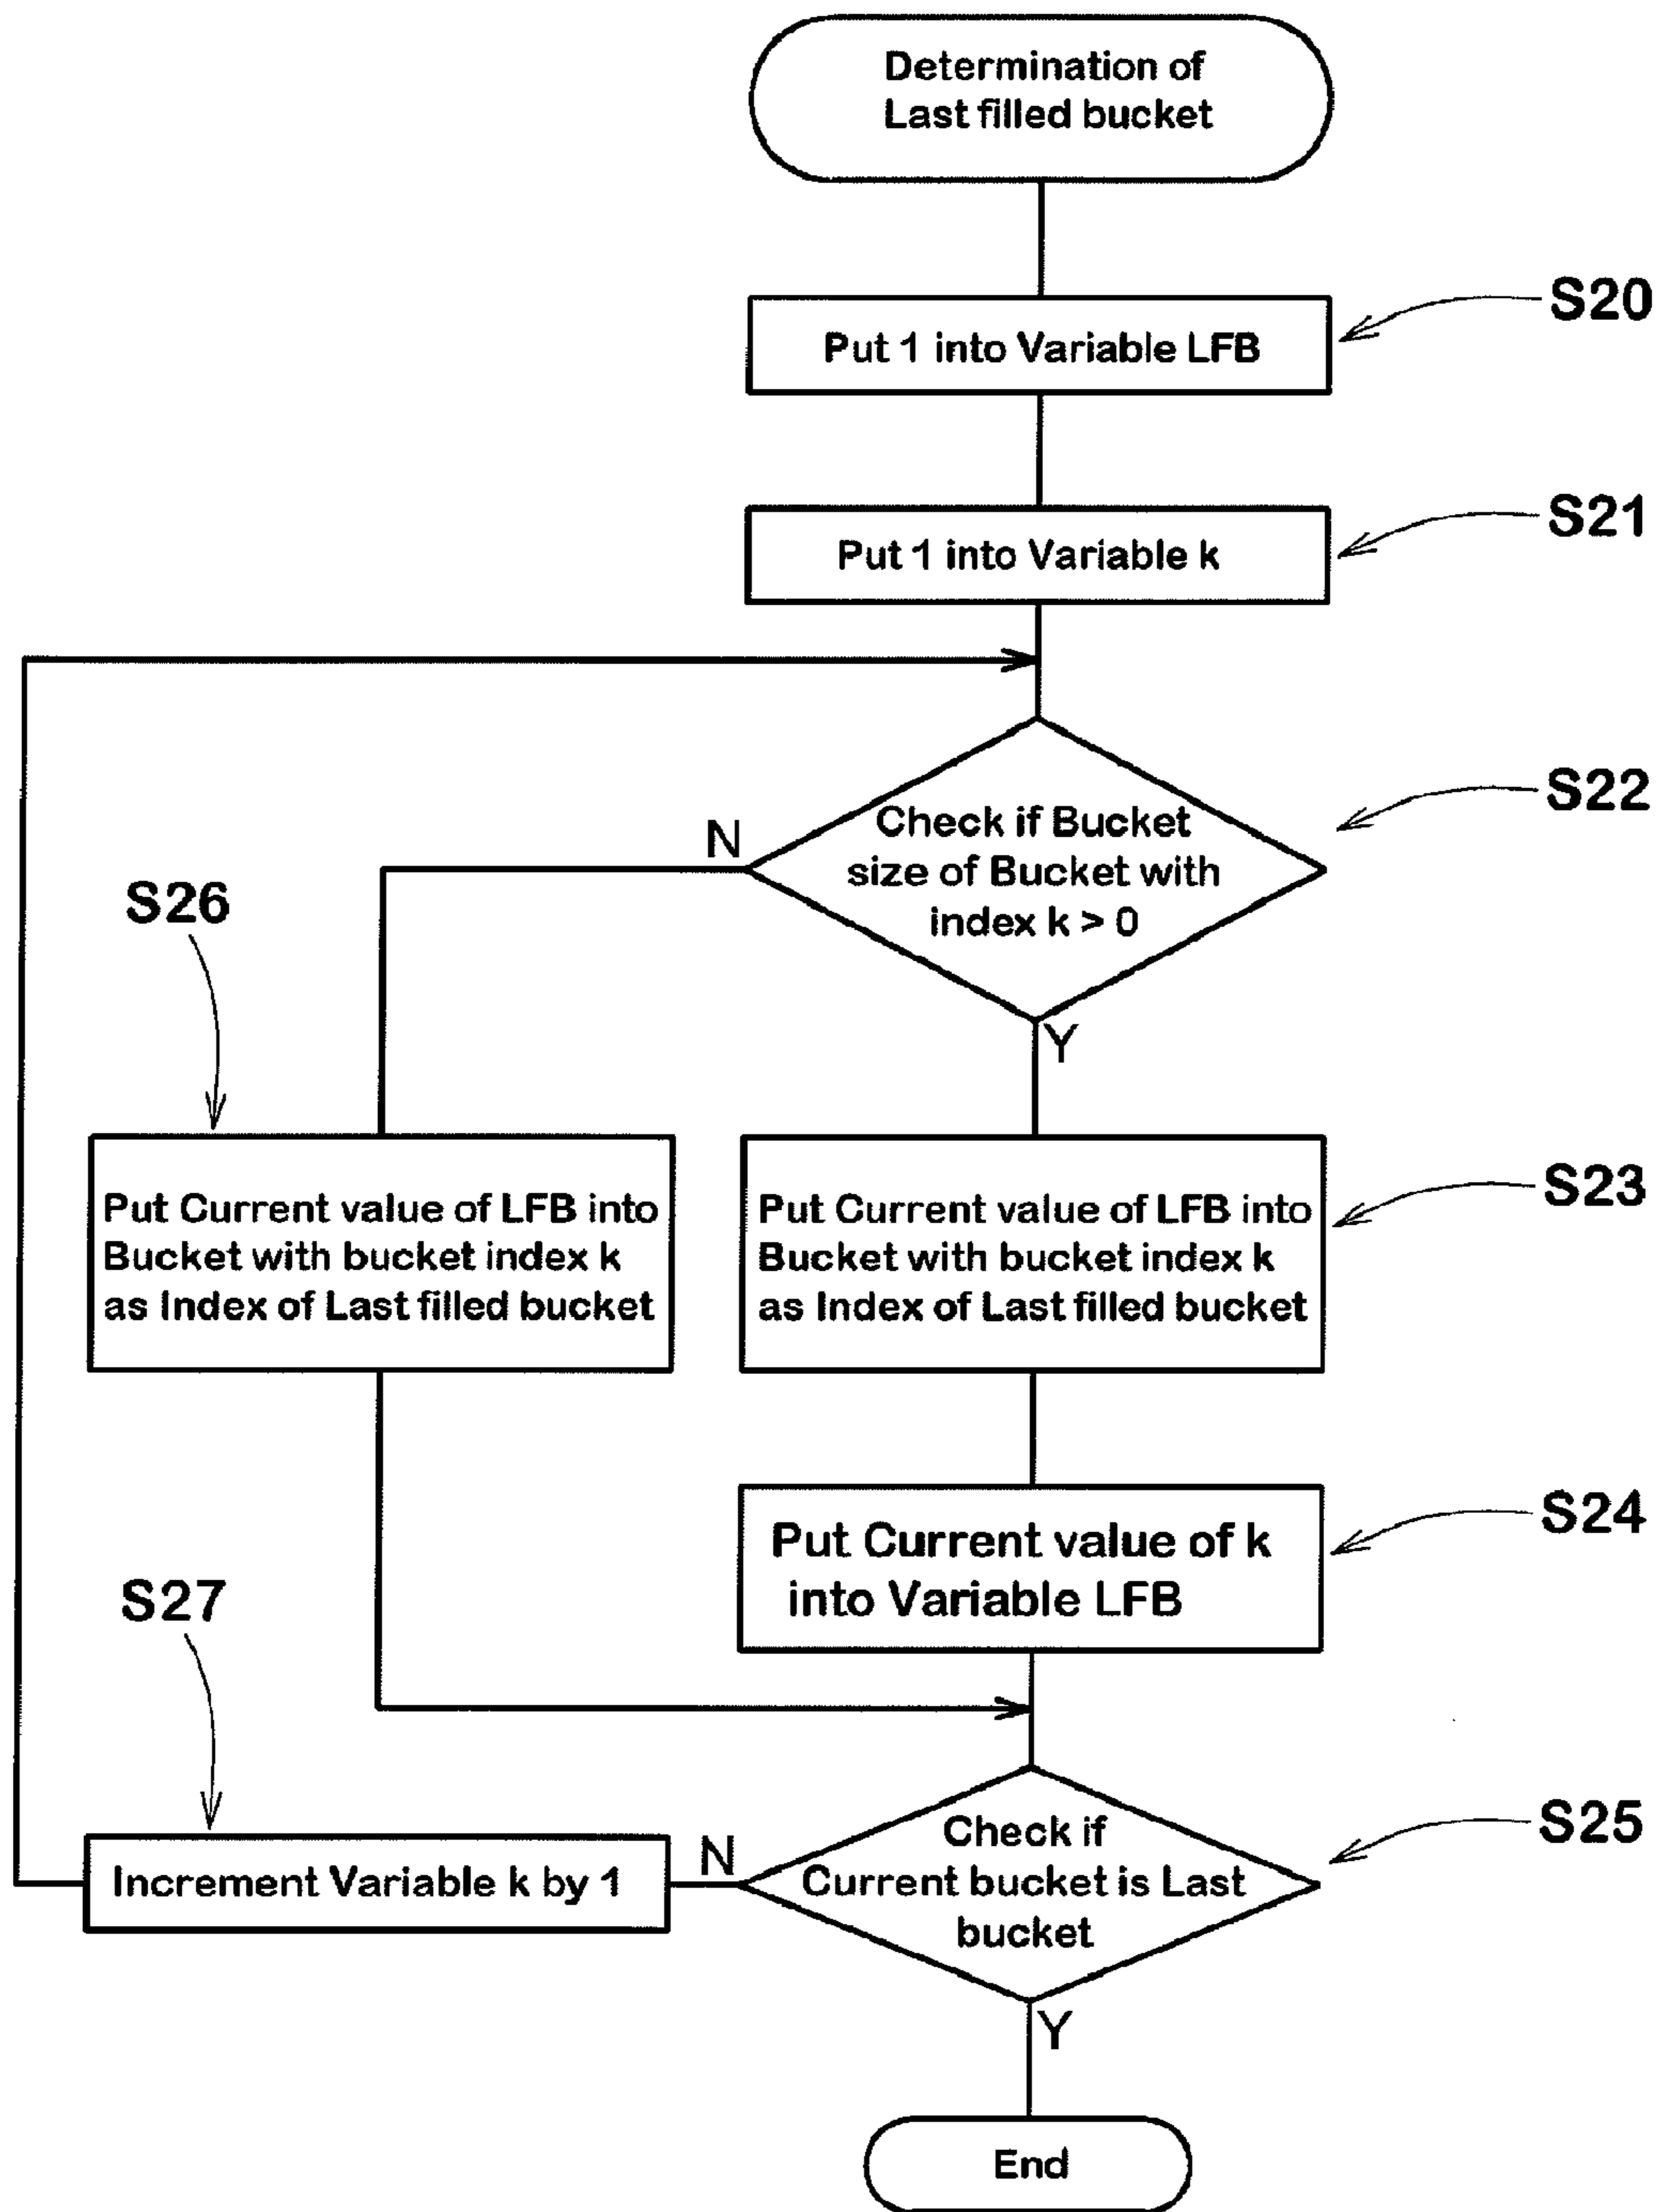 Determination of
Last filled bucket
S20
Put 1 into Variable LFB
S21
Put 1 into Variable k
S22
N
Check if Bucket
size of Bucket with
index k > 0
Y
S26
Put Current value of LFB into
Bucket with bucket index k
as Index of Last filled bucket
S23
Put Current value of LFB into
Bucket with bucket index k
as Index of Last filled bucket
S24
Put Current value of k
into Variable LFB
S27
S25
Check if
Current bucket is Last
bucket
N
Increment Variable k by 1
Y
End